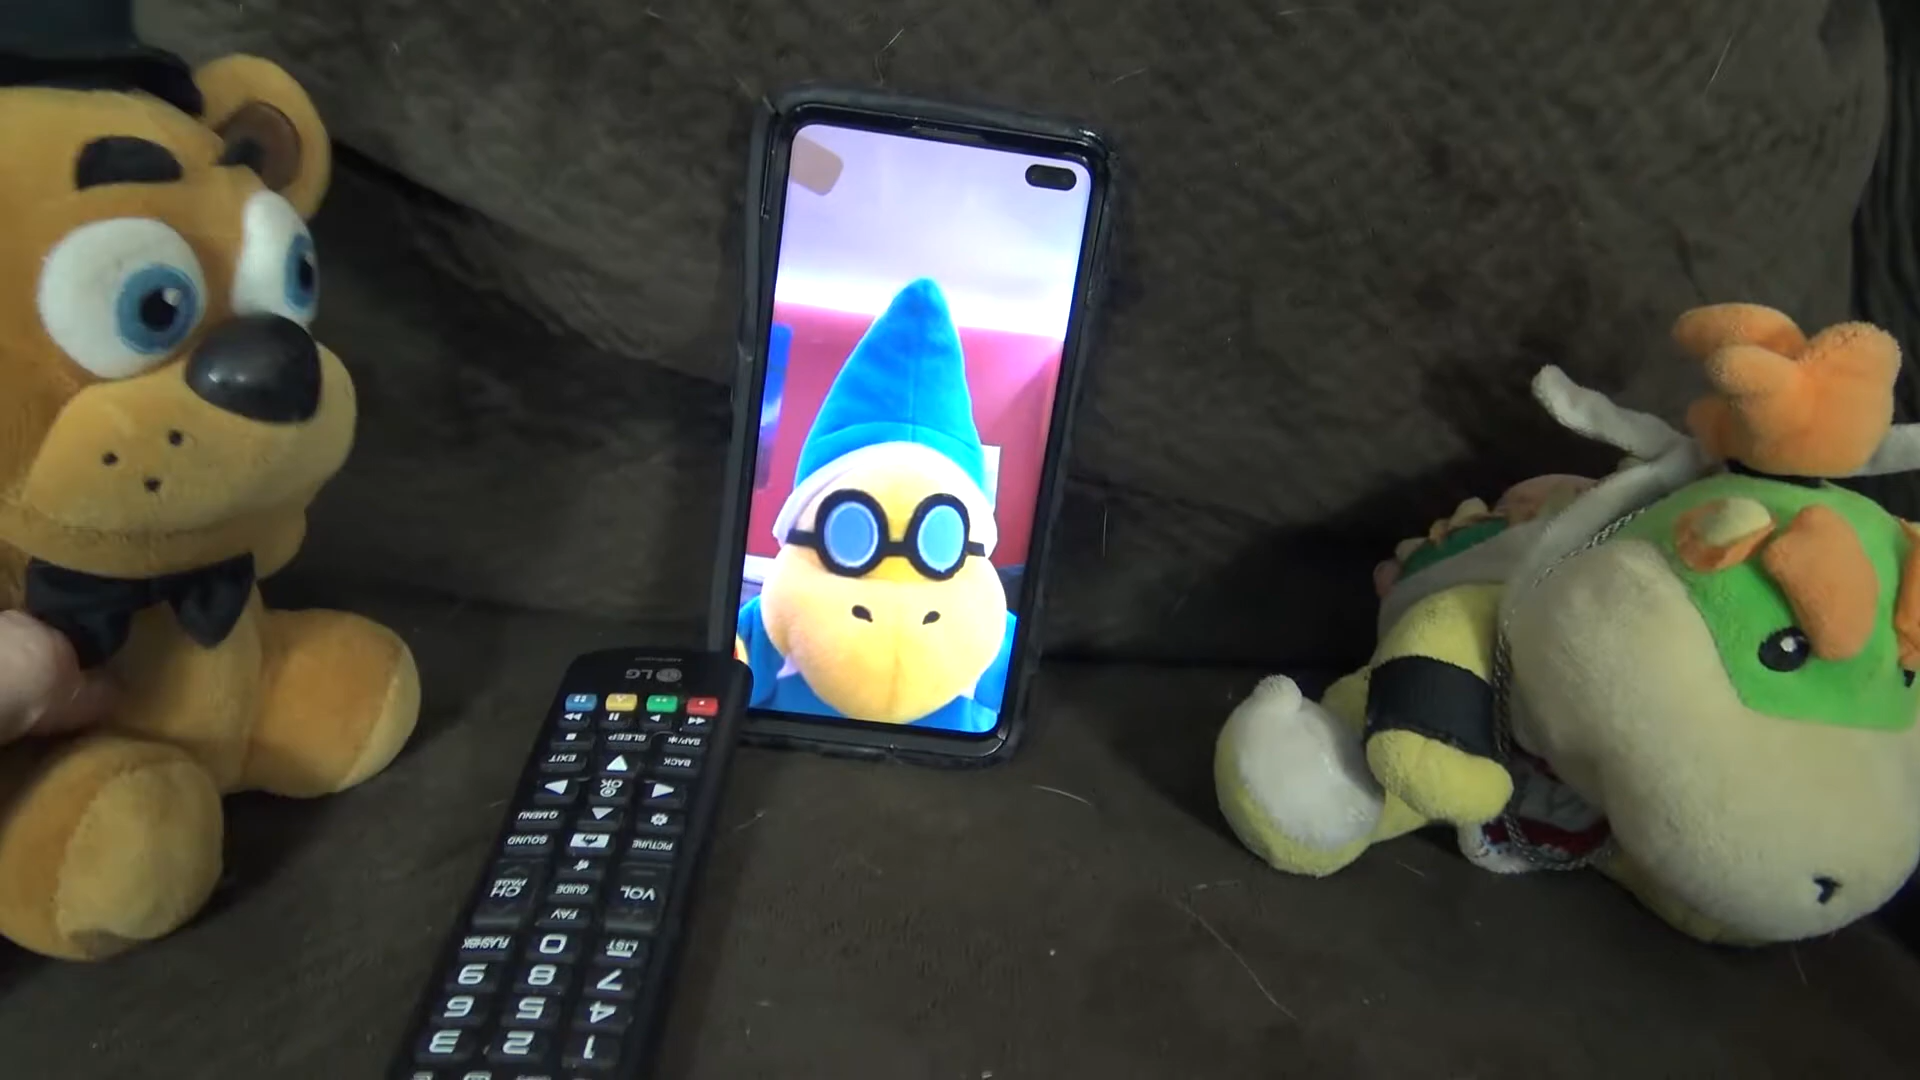 LG
SLEEP
SAP/*
EXIT
BACK
OK
Q.MENU
SOUND
PICTURE
CH
PAGE
GUIDE
VOL
FAV
FLASHBK
0
LIST
9
8
7
6
5
4
3
2
1